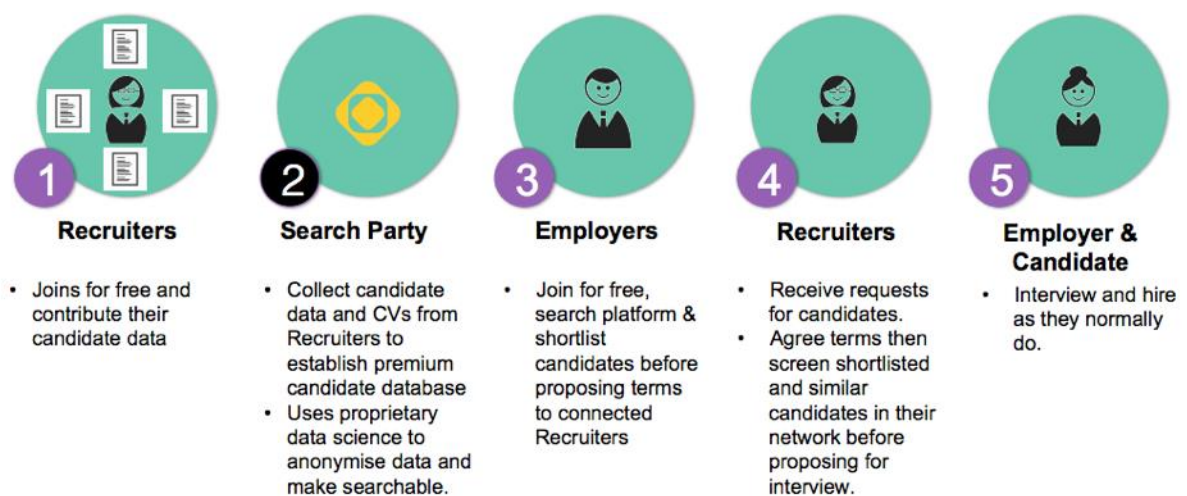 1
Recruiters
• Joins for free and
contribute their
candidate data
2
Search Party
• Collect candidate
data and CVs from
Recruiters to
establish premium
candidate database
• Uses proprietary
data science to
anonymise data and
make searchable.
3
Employers
• Join for free,
search platform &
shortlist
candidates before
proposing terms
to connected
Recruiters
4
Recruiters
• Receive requests
for candidates.
• Agree terms then
screen shortlisted
and similar
candidates in their
network before
proposing for
interview.
5
Employer &
Candidate
• Interview and hire
as they normally
do.